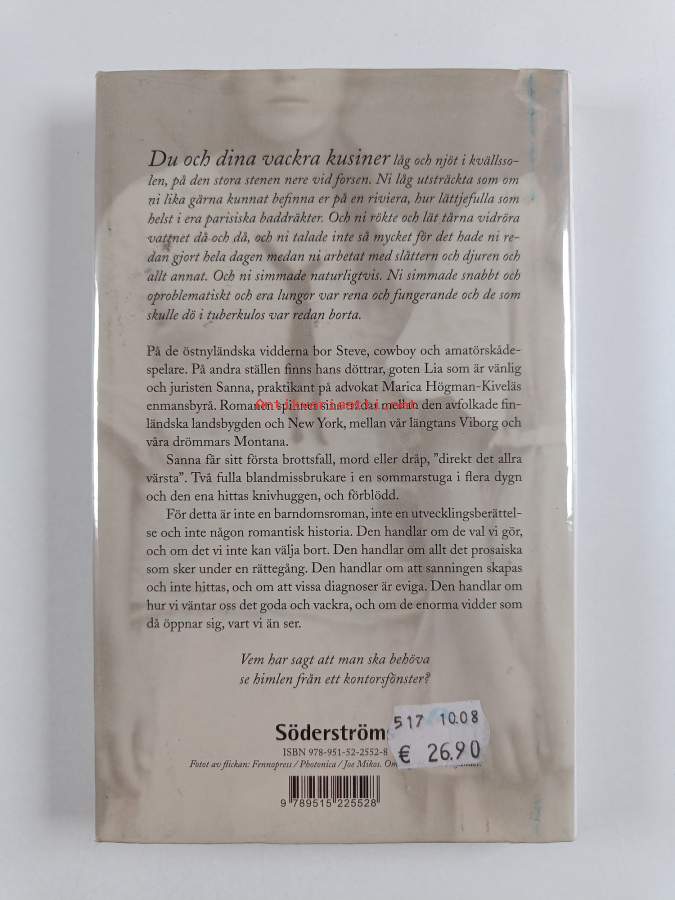 Du och dina vackra kusiner låg och njöt i kvällsso-
len, på den stora stenen nere vid forsen. Ni låg utsträckta som om
ni lika gärna kunnat befinna er på en riviera, hur lättjefulla som
helst i era parisiska baddräkter. Och ni rökte och lät tårna vidröra
vattnet då och då, och ni talade inte så mycket för det hade ni re-
dan gjort hela dagen medan ni arbetat med slåttern och djuren och
allt annat. Och ni simmade naturligtvis. Ni simmade snabbt och
oproblematiskt och era lungor var rena och fungerande och de som
skulle dö i tuberkulos var redan borta.
På de östnyländska vidderna bor Steve, cowboy och amatörskåde-
spelare. På andra ställen finns hans döttrar, goten Lia som är vänlig
och juristen Sanna, praktikant på advokat Marica Högman-Kiveläs
enmansbyrå. Romanen spinner sina trådar mellan den avfolkade fin-
ländska landsbygden och New York, mellan vår längtans Viborg och
våra drömmars Montana.
Sanna får sitt första brottsfall, mord eller dråp, ”direkt det allra
värsta”. Två fulla blandmissbrukare i en sommarstuga i flera dygn
och den ena hittas knivhuggen, och förblödd.
För detta är inte en barndomsroman, inte en utvecklingsberättel-
se och inte någon romantisk historia. Den handlar om de val vi gör,
och om det vi inte kan välja bort. Den handlar om allt det prosaiska
som sker under en rättegång. Den handlar om att sanningen skapas
och inte hittas, och om att vissa diagnoser är eviga. Den handlar om
hur vi väntar oss det goda och vackra, och om de enorma vidder som
då öppnar sig, vart vi än ser.
Vem har sagt att man ska behöva
se himlen från ett kontorsfönster?
Söderströms
517 10.08
€ 26.90
ISBN 978-951-52-2552-8
Fotot av flickan: Fennopress / Photonica / Joe Mikos.
9 789515 225528